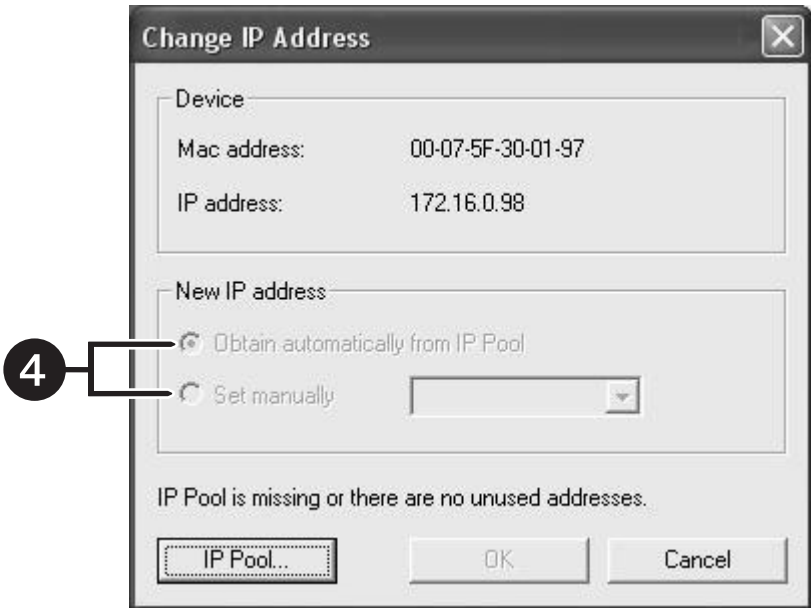 Change IP Address
Device
Mac address: 00-07-5F-30-01-97
IP address: 172.16.0.98
New IP address
4
Obtain automatically from IP Pool
Set manually
IP Pool is missing or there are no unused addresses.
IP Pool... OK Cancel